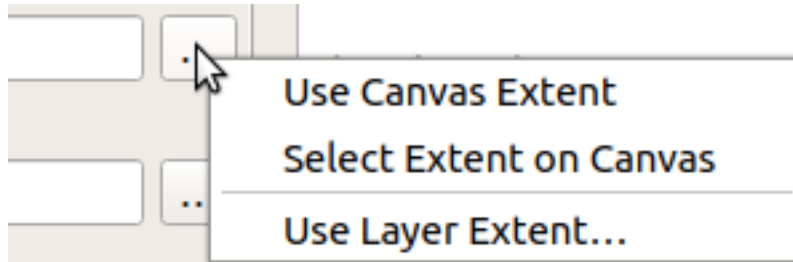 Use Canvas Extent
Select Extent on Canvas
Use Layer Extent…